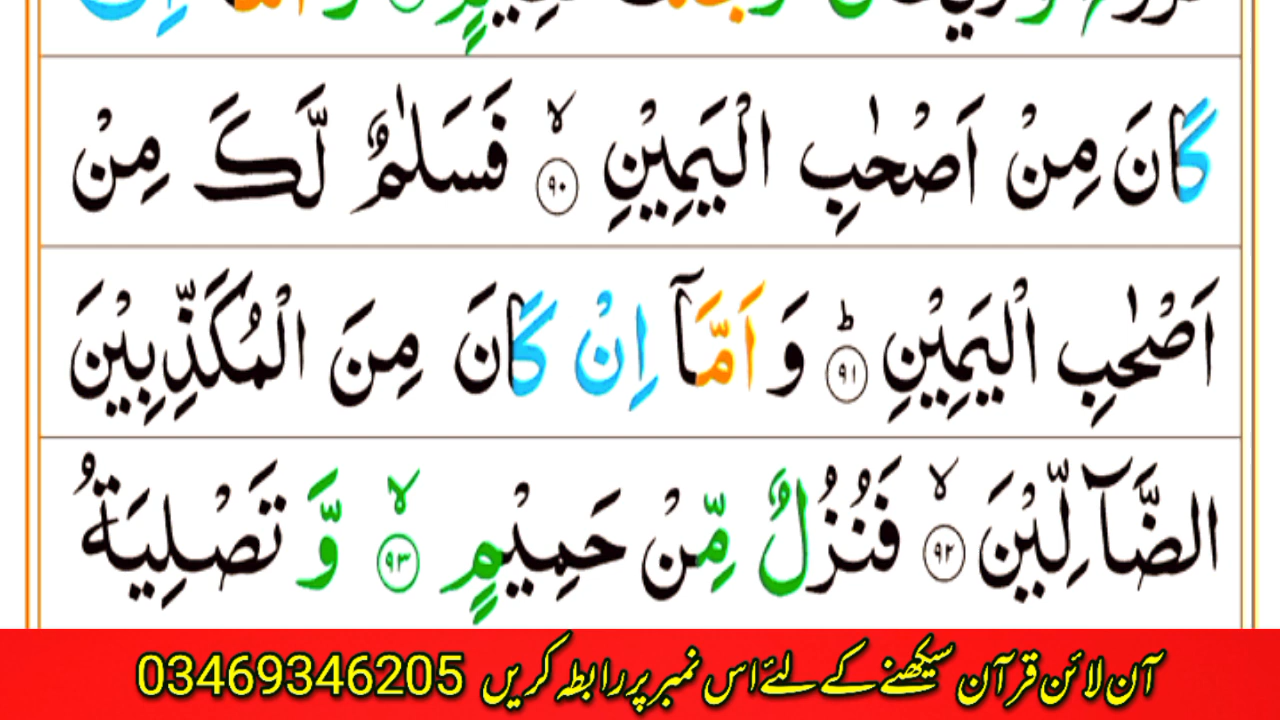 كَانَ مِنْ اَصْحٰبِ الْيَمِيْنِ ۙ ٩٠ فَسَلٰمٌ لَّكَ مِنْ
اَصْحٰبِ الْيَمِيْنِ ؕ ٩١ وَ اَمَّاۤ اِنْ كَانَ مِنَ الْمُكَذِّبِيْنَ
الضَّآلِّيْنَ ۙ ٩٢ فَنُزُلٌ مِّنْ حَمِيْمٍ ۙ ٩٣ وَّ تَصْلِيَةُ
آن لائن قرآن سیکھنے کے لئے اس نمبر پر رابطہ کریں 03469346205